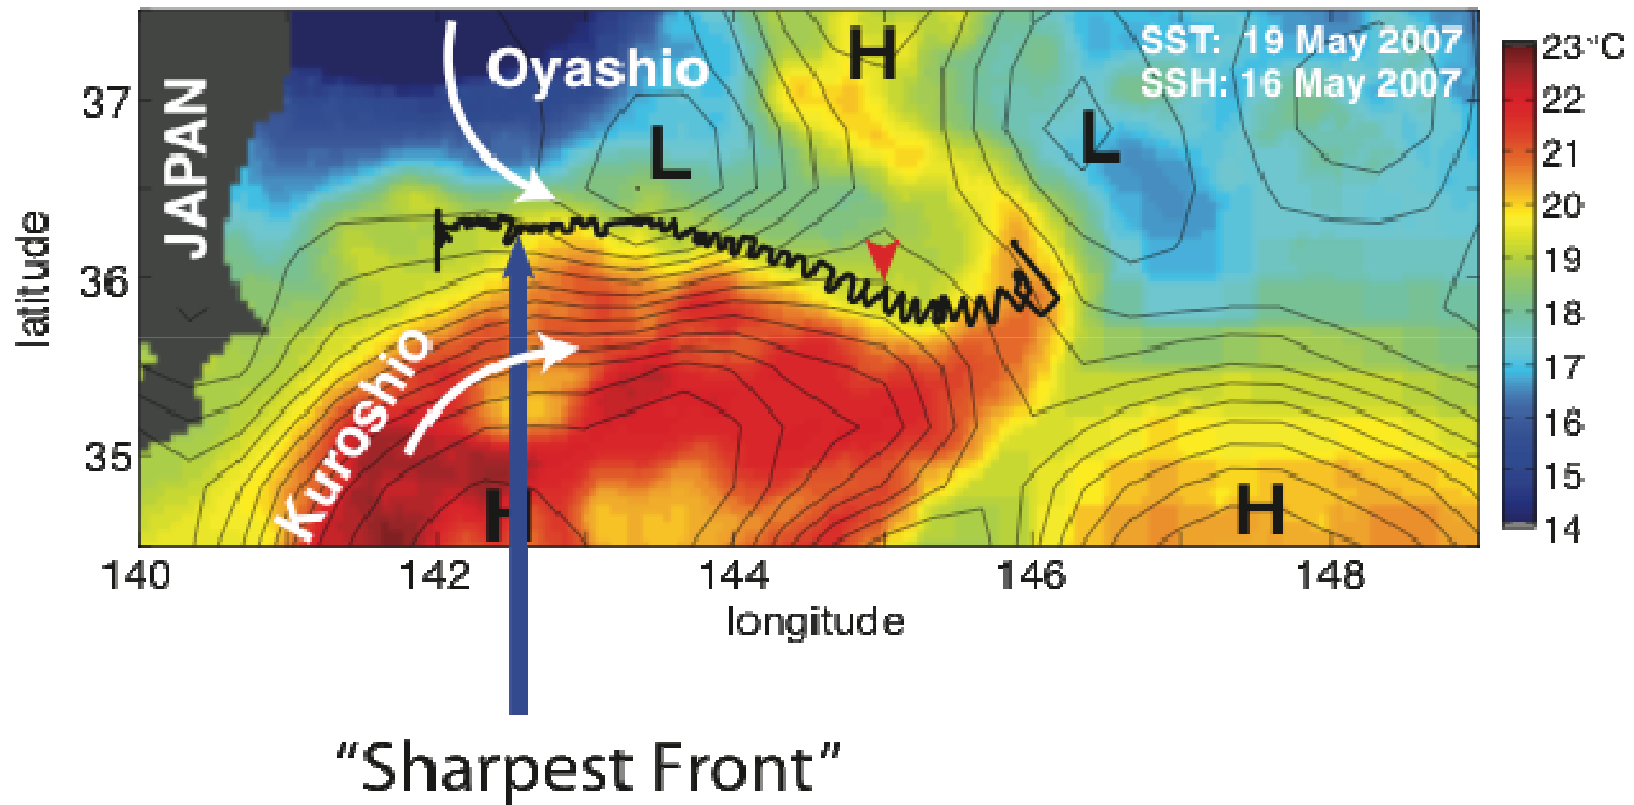 Oyashio
H
SST: 19 May 2007
SSH: 16 May 2007
23 °C
22
21
20
19
18
17
16
15
14
37
36
35
latitude
JAPAN
L
L
Kuroshio
H
H
140
142
144
146
148
longitude
“Sharpest Front”